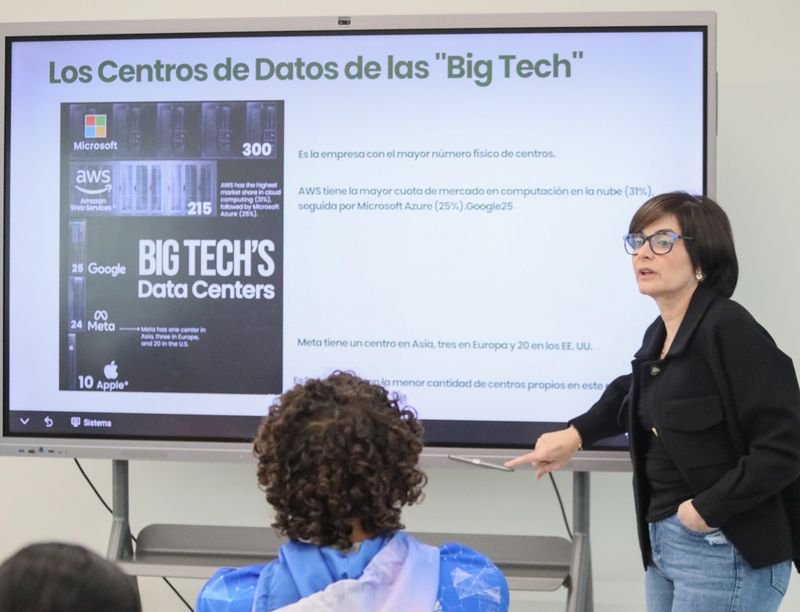 Los Centros de Datos de las "Big Tech"
Microsoft
300
Es la empresa con el mayor número físico de centros.
aws
Amazon
Web Services
215
AWS has the highest
market share in cloud
computing (31%),
followed by Microsoft
Azure (25%).
AWS tiene la mayor cuota de mercado en computación en la nube (31%),
seguida por Microsoft Azure (25%).Google25
25 Google
BIG TECH'S
Data Centers
24
Meta
Meta has one center in
Asia, three in Europe,
and 20 in the U.S.
Meta tiene un centro en Asia, tres en Europa y 20 en los EE. UU.
10 Apple*
la menor cantidad de centros propios en este
Sistema